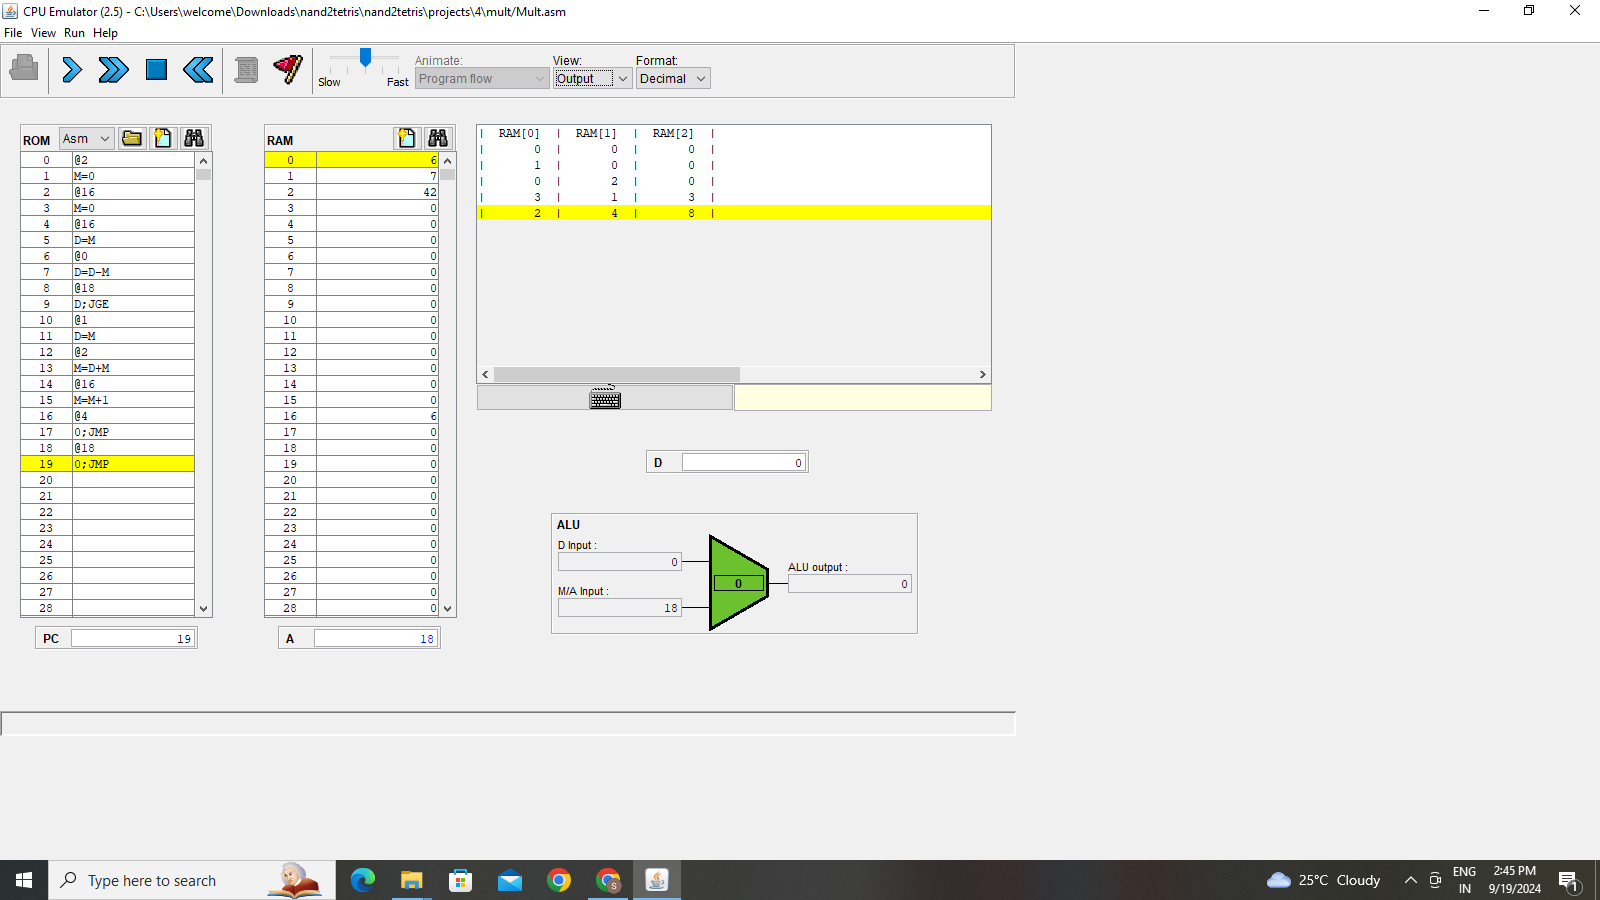 CPU Emulator (2.5) - C:\Users\welcome\Downloads\nand2tetris\nand2tetris\projects\4\mult/Mult.asm
File View Run Help
Slow Fast
Animate:
Program flow
View:
Output
Format:
Decimal
ROM Asm
0 @2
1 M=0
2 @16
3 M=0
4 @16
5 D=M
6 @0
7 D=D-M
8 @18
9 D;JGE
10 @1
11 D=M
12 @2
13 M=D+M
14 @16
15 M=M+1
16 @4
17 0;JMP
18 @18
19 0;JMP
20
21
22
23
24
25
26
27
28
PC 19
RAM
0 6
1 7
2 42
3 0
4 0
5 0
6 0
7 0
8 0
9 0
10 0
11 0
12 0
13 0
14 0
15 0
16 6
17 0
18 0
19 0
20 0
21 0
22 0
23 0
24 0
25 0
26 0
27 0
28 0
A 18
| RAM[0] | RAM[1] | RAM[2] |
| 0 | 0 | 0 |
| 1 | 0 | 0 |
| 0 | 2 | 0 |
| 3 | 1 | 3 |
| 2 | 4 | 8 |
D 0
ALU
D Input :
0
M/A Input :
18
0
ALU output :
0
Type here to search
S
25°C Cloudy
ENG
IN
2:45 PM
9/19/2024
1